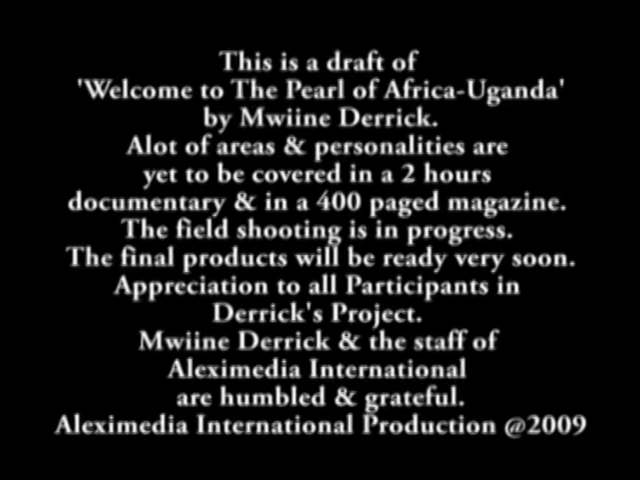 This is a draft of
'Welcome to The Pearl of Africa-Uganda'
by Mwiine Derrick.
Alot of areas & personalities are
yet to be covered in a 2 hours
documentary & in a 400 paged magazine.
The field shooting is in progress.
The final products will be ready very soon.
Appreciation to all Participants in
Derrick's Project.
Mwiine Derrick & the staff of
Aleximedia International
are humbled & grateful.
Aleximedia International Production @2009